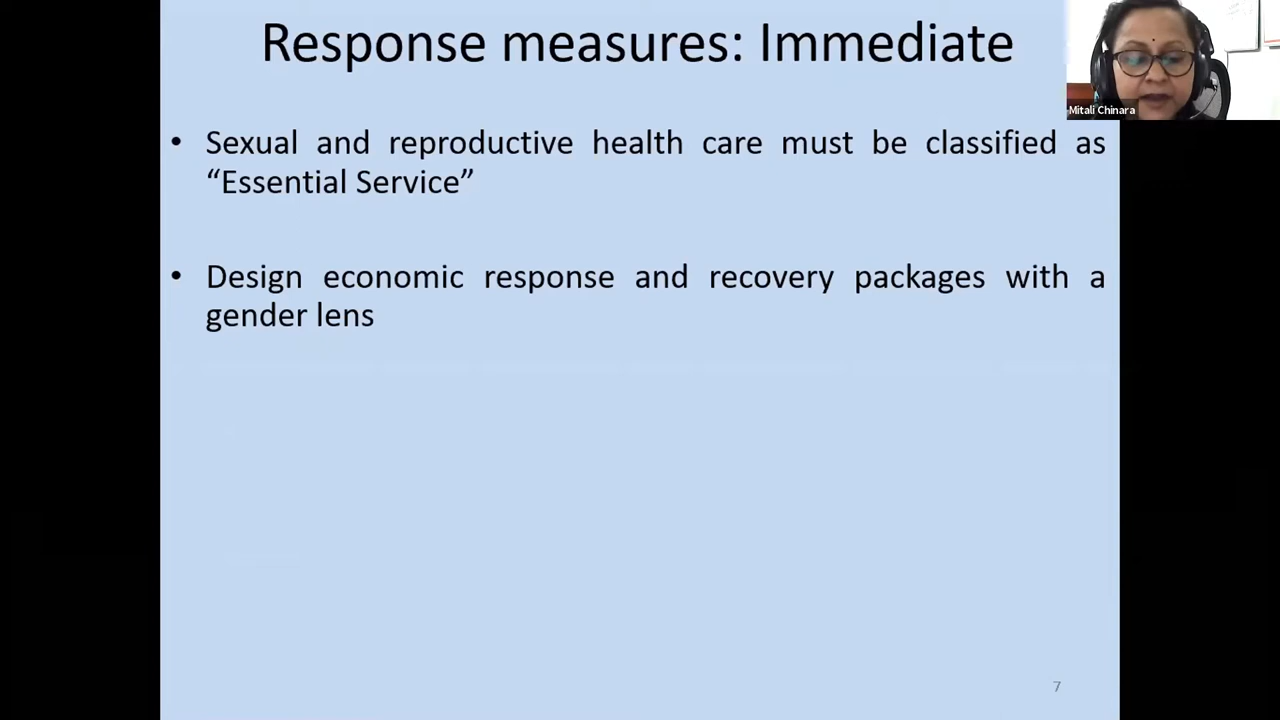 Response measures: Immediate
Mitali Chinara
• Sexual and reproductive health care must be classified as
“Essential Service”
• Design economic response and recovery packages with a
gender lens
7